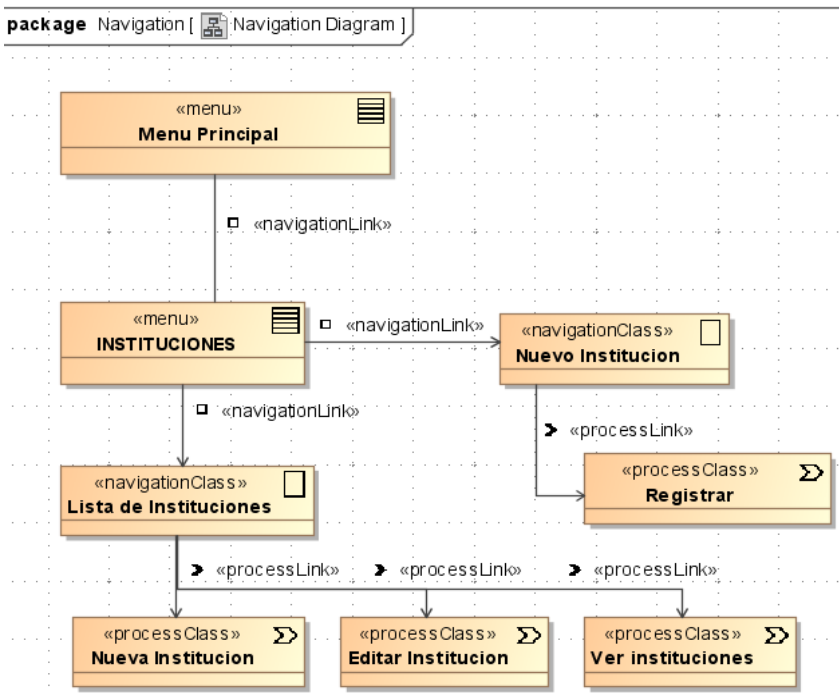 package Navigation [ Navigation Diagram ]
«menu»
Menu Principal
«navigationLink»
«menu»
INSTITUCIONES
«navigationLink»
«navigationClass»
Nuevo Institucion
«navigationLink»
«processLink»
«navigationClass»
Lista de Instituciones
«processClass»
Registrar
«processLink» «processLink» «processLink»
«processClass»
Nueva Institucion
«processClass»
Editar Institucion
«processClass»
Ver instituciones